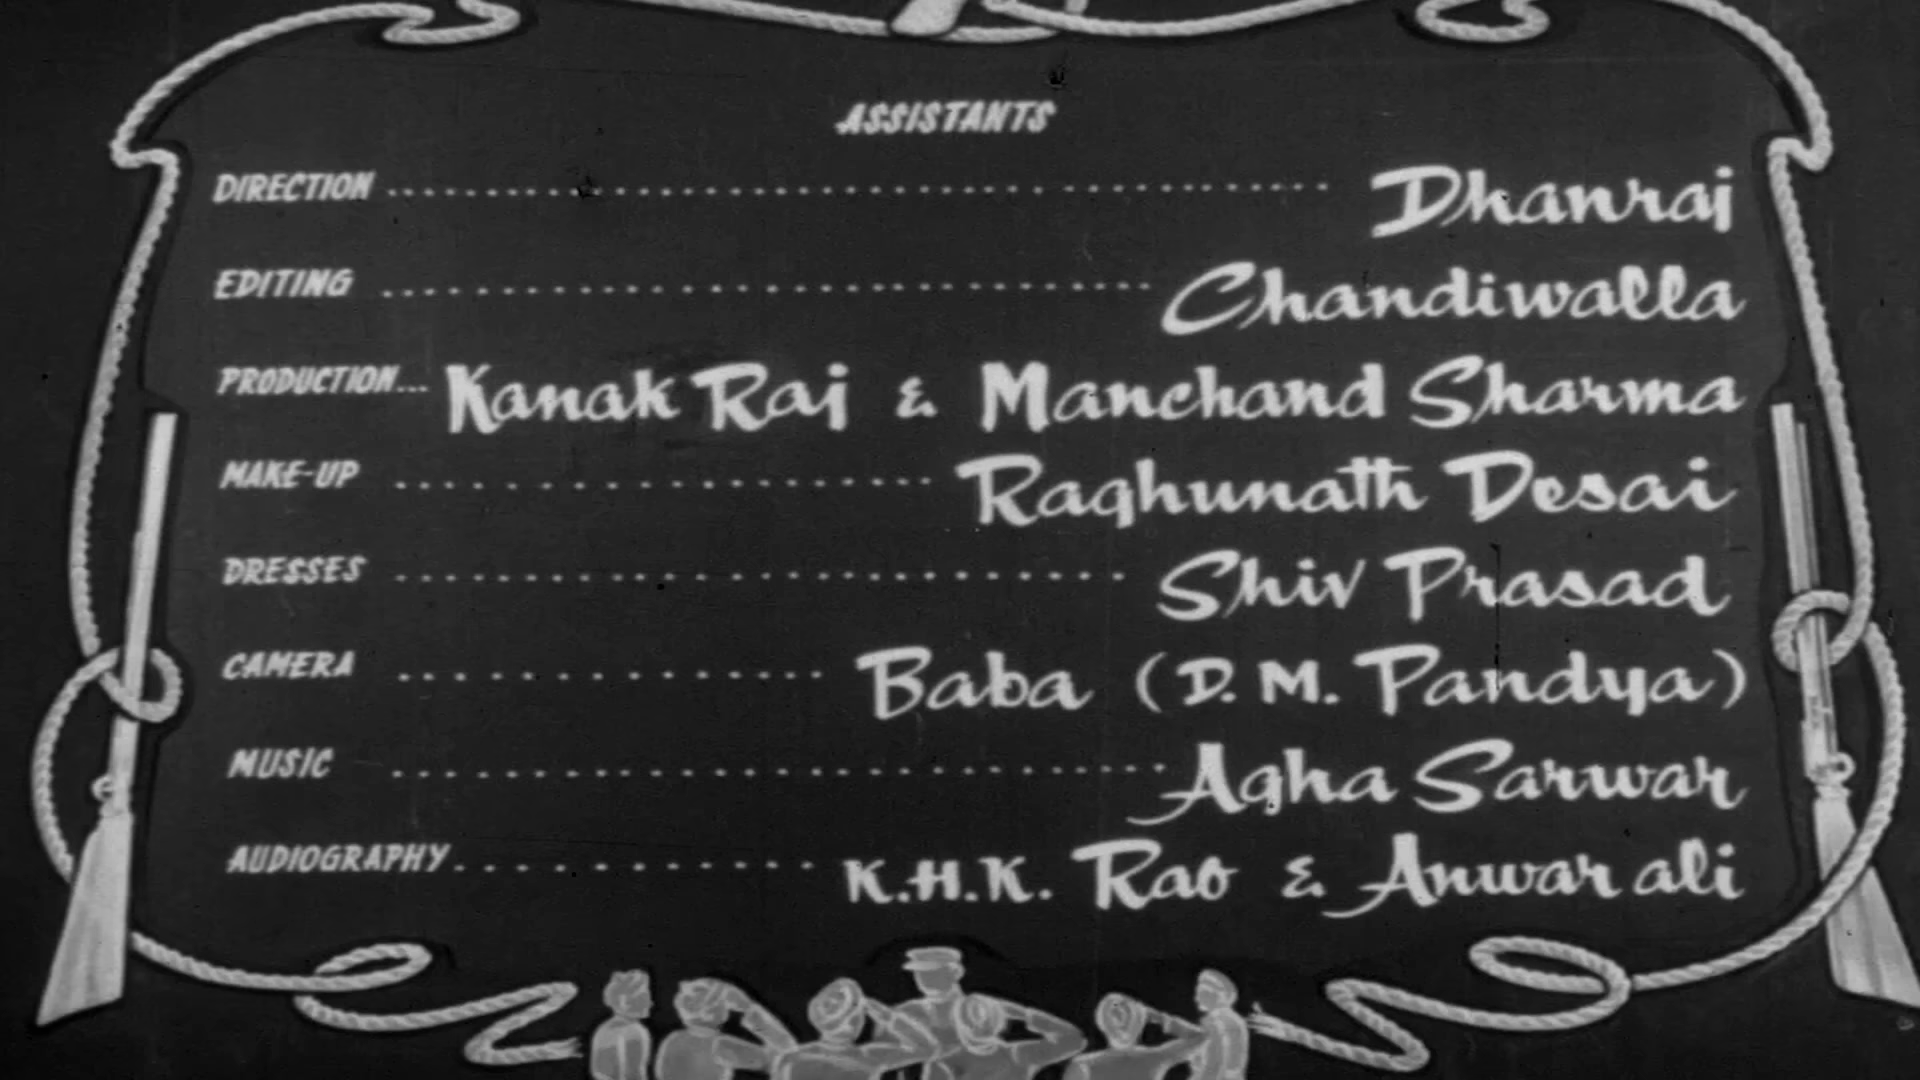 ASSISTANTS
DIRECTION ........................................ Dhanraj
EDITING ................................ Chandiwalla
PRODUCTION... Kanak Raj & Manchand Sharma
MAKE-UP .................... Raghunath Desai
DRESSES ............................... Shiv Prasad
CAMERA .................. Baba (D. M. Pandya)
MUSIC ........................... Agha Sarwar
AUDIOGRAPHY............. K.H.K. Rao & Anwar ali